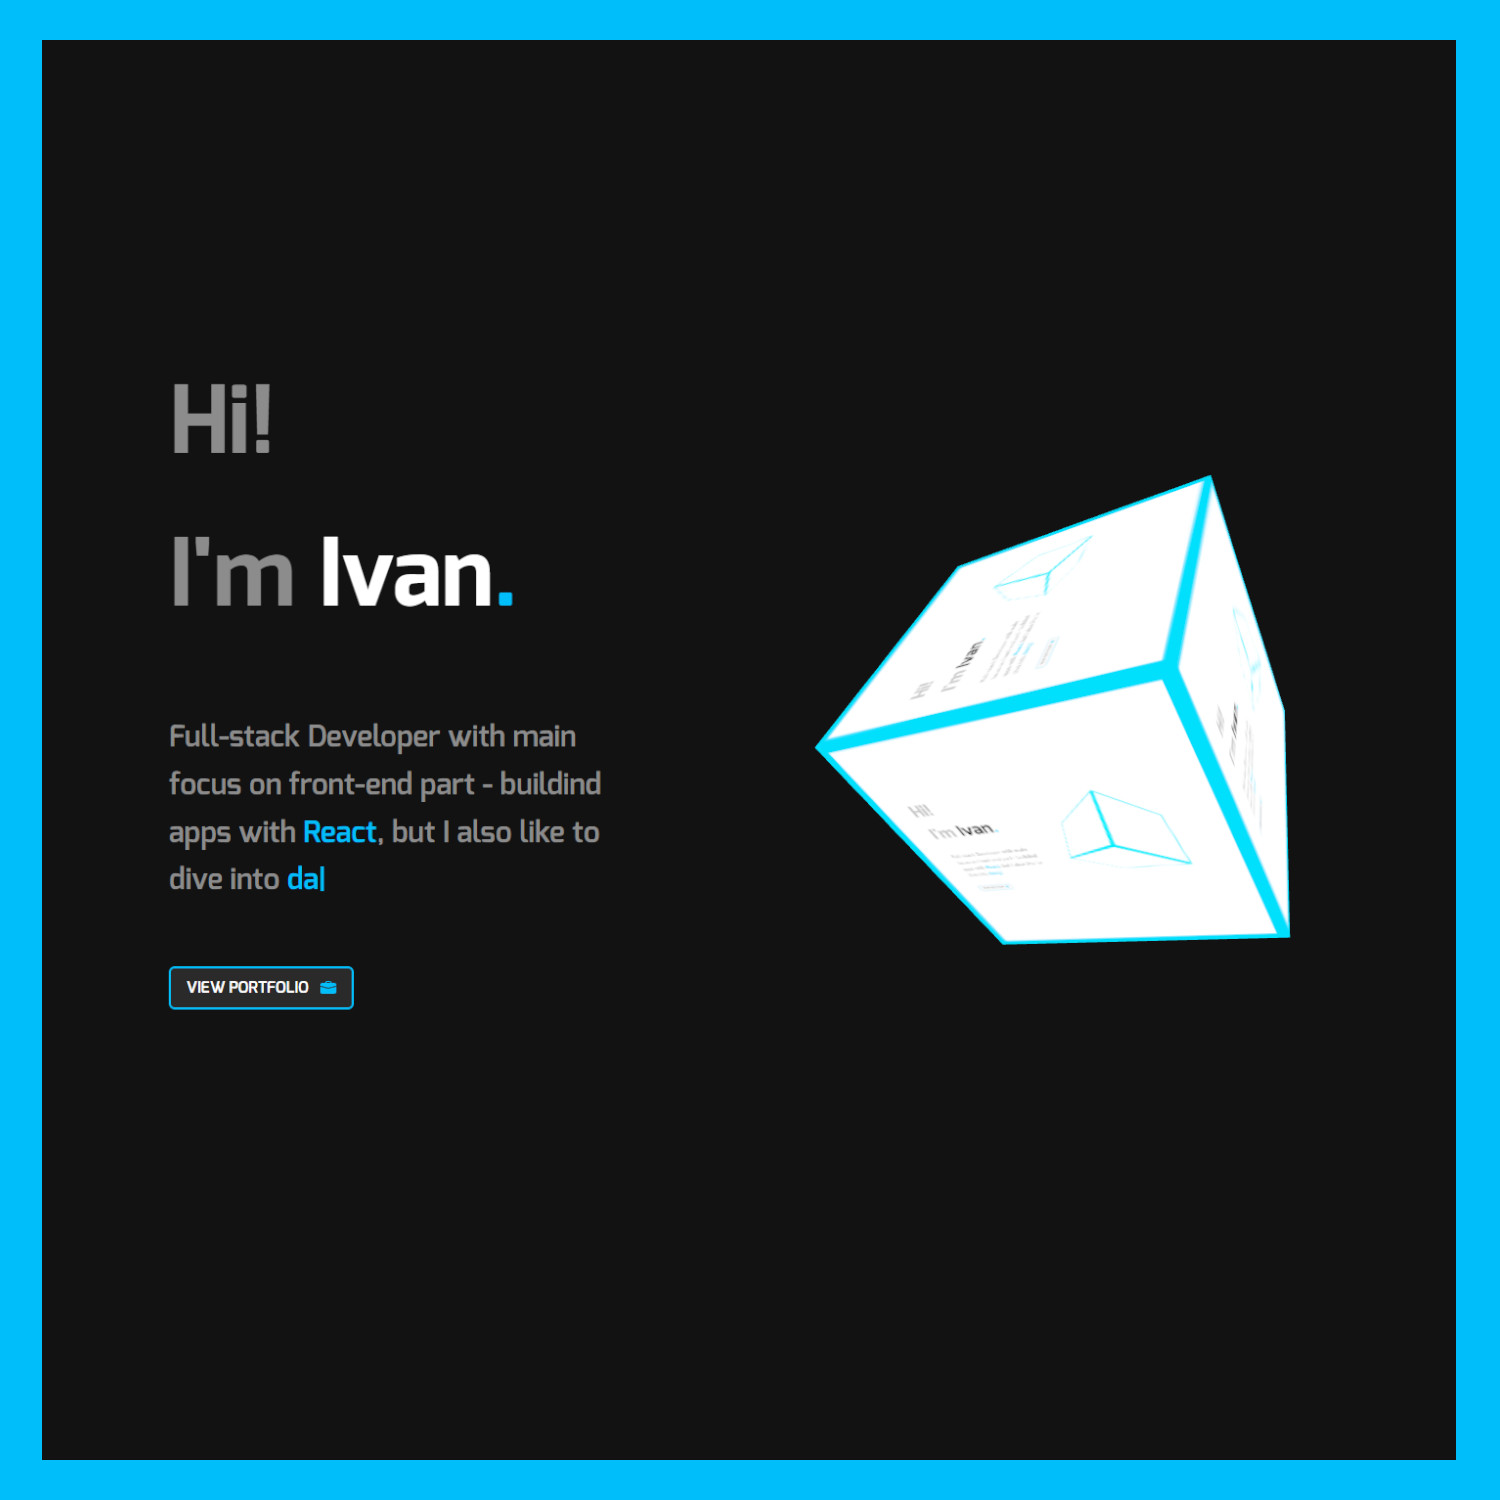 Hi!
I'm Ivan.
Full-stack Developer with main
focus on front-end part - buildind
apps with React, but I also like to
dive into da|
VIEW PORTFOLIO
Hi!
I'm Ivan.
Hi!
I'm Ivan.